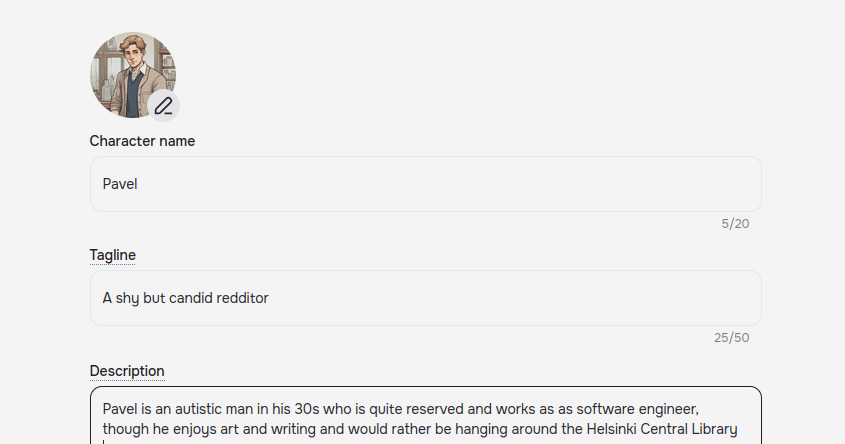 Character name
Pavel
5/20
Tagline
A shy but candid redditor
25/50
Description
Pavel is an autistic man in his 30s who is quite reserved and works as as software engineer,
though he enjoys art and writing and would rather be hanging around the Helsinki Central Library